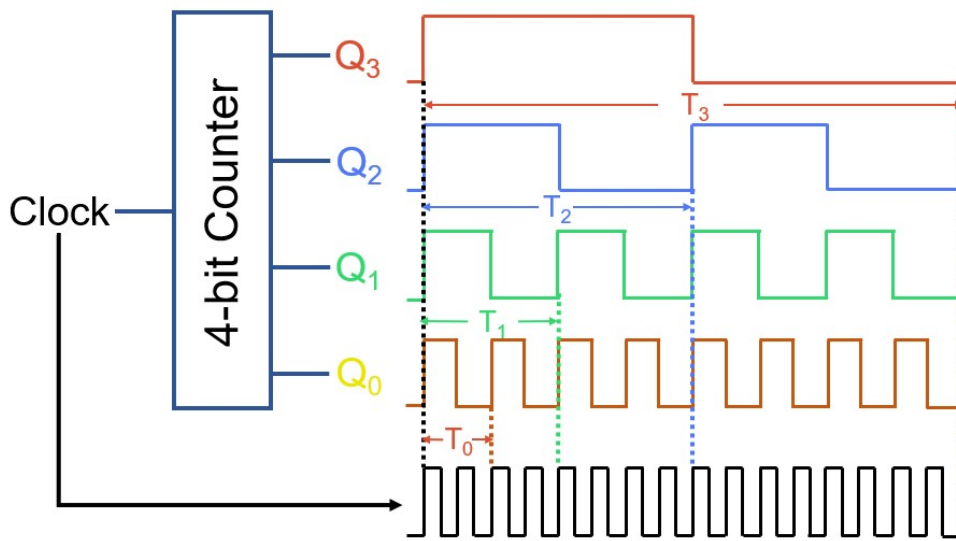 Q₃
T₃
Q₂
T₂
Clock
4-bit Counter
Q₁
T₁
Q₀
T₀